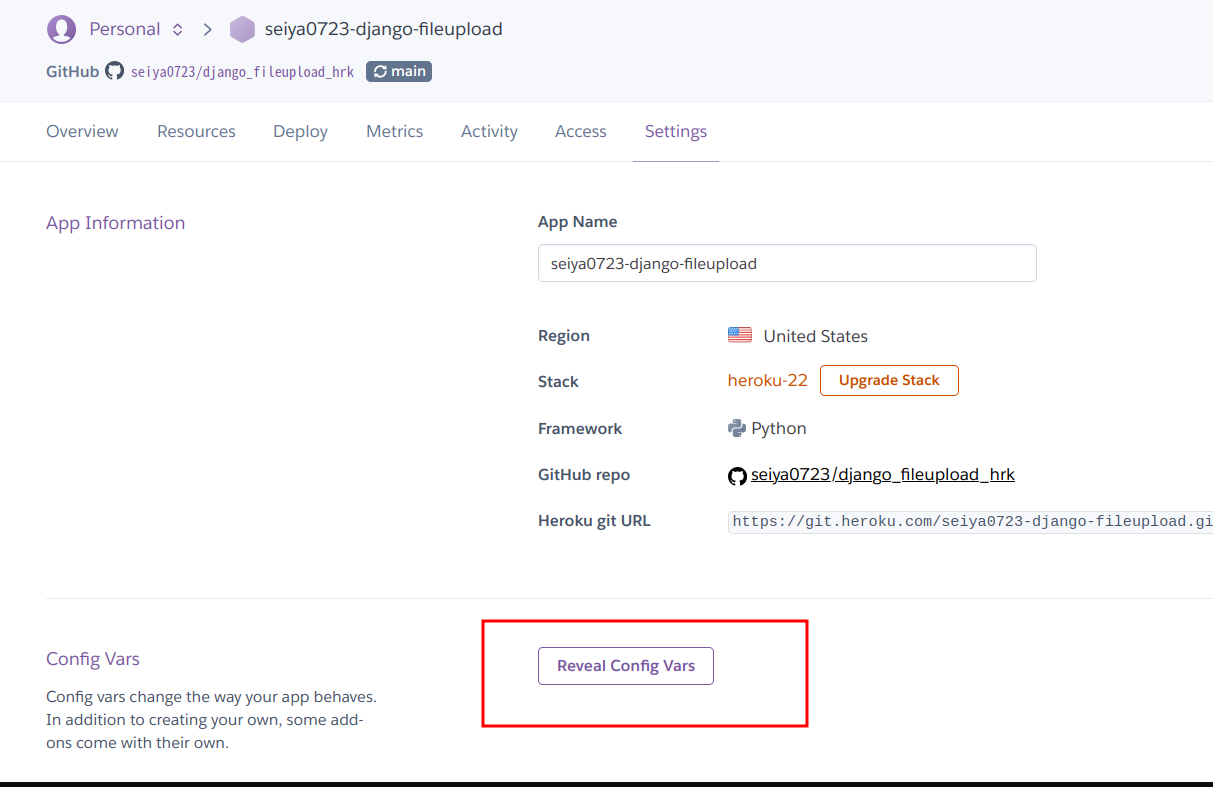 Personal seiya0723-django-fileupload
GitHub seiya0723/django_fileupload_hrk main
Overview Resources Deploy Metrics Activity Access Settings
App Information
App Name
seiya0723-django-fileupload
Region United States
Stack heroku-22 Upgrade Stack
Framework Python
GitHub repo seiya0723/django_fileupload_hrk
Heroku git URL https://git.heroku.com/seiya0723-django-fileupload.gi
Config Vars
Config vars change the way your app behaves.
In addition to creating your own, some add-
ons come with their own.
Reveal Config Vars